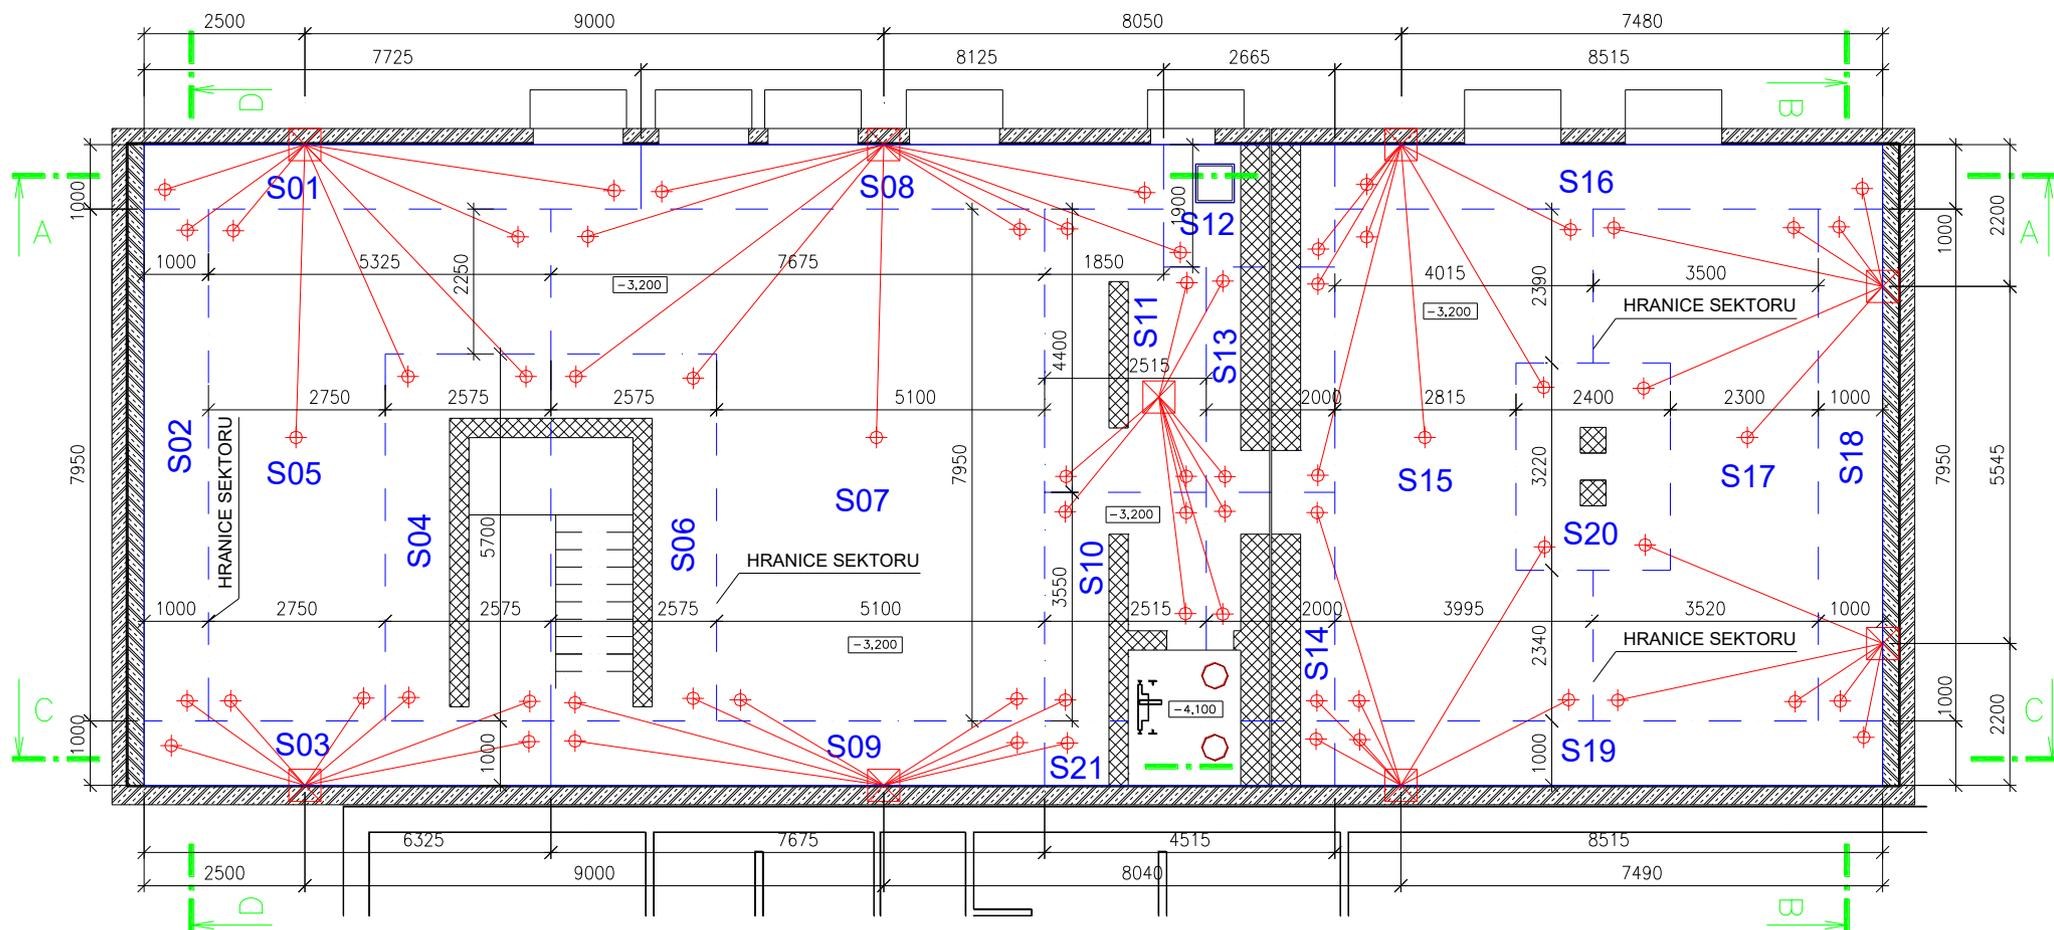 2500 9000 8050 7480
7725 8125 2665 8515
D B
S01 S08 S16
1000 1900 1000 2200
A S12 A
1000 5325 2250 7675 1850 4015 2390 3500
-3,200 -3,200
HRANICE SEKTORU
S11 S13
4400
2515
2750 2575 2575 5100 2000 2815 2400 2300 1000
7950 S02 HRANICE SEKTORU S05 7950 S15 3220 S17 S18 7950 5545
S04 5700 S06 S07 -3,200 S20
HRANICE SEKTORU S10 3550
1000 2750 2575 2575 5100 2515 2000 3995 3520 1000
-3,200 S14 2340 HRANICE SEKTORU
C -4,100 C
1000 S03 1000 S09 S21 1000 S19 1000 2200
6325 7675 4515 8515
2500 9000 8040 7490
D B